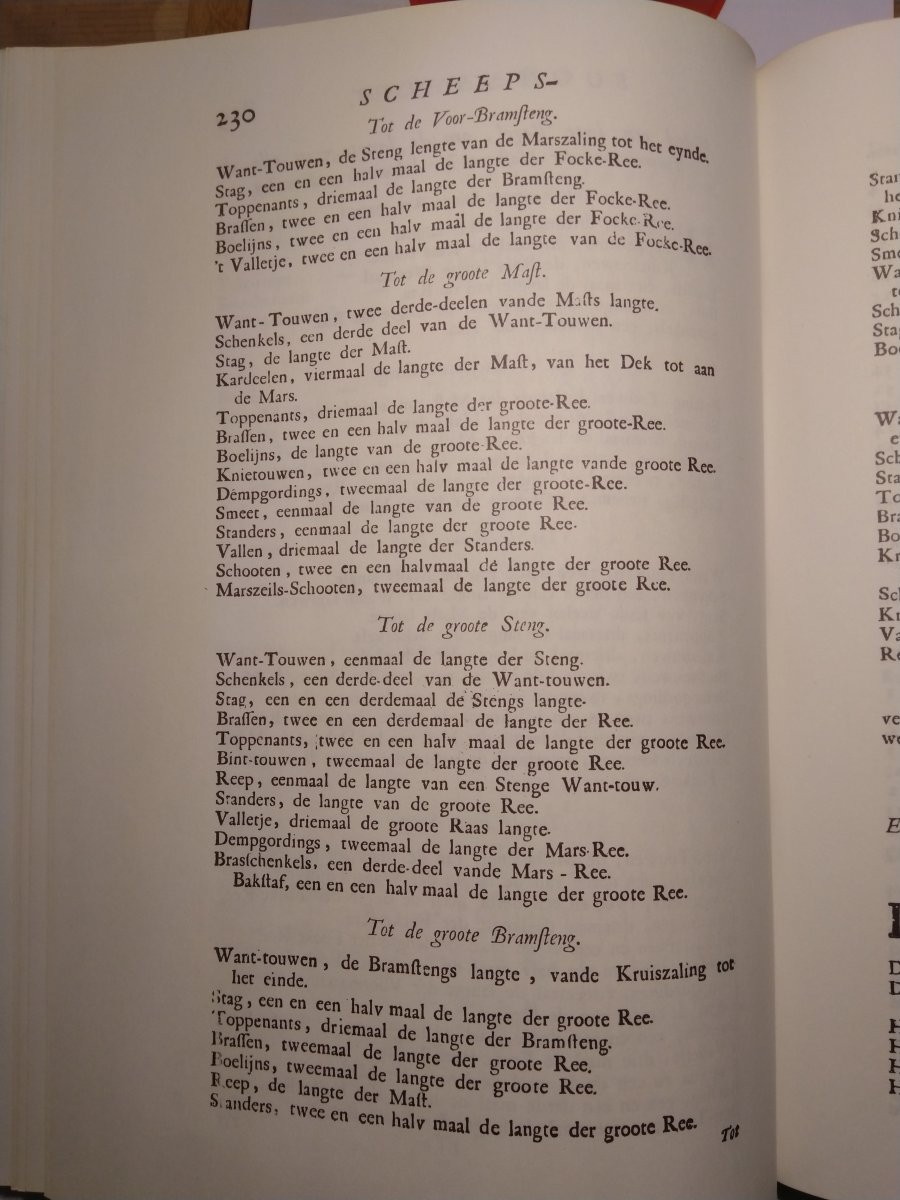 230
SCHEEPS-
Tot de Voor-Bramſteng.
Want-Touwen, de Steng lengte van de Marszaling tot het eynde.
Stag, een en een halv maal de langte der Focke-Ree.
Toppenants, driemaal de langte der Bramſteng.
Braſſen, twee en een halv maal de langte der Focke-Ree.
Boelijns, twee en een halv maal de langte der Focke-Ree.
't Valletje, twee en een halv maal de langte van de Focke-Ree.
Tot de groote Maſt.
Want-Touwen, twee derde-deelen vande Maſts langte.
Schenkels, een derde deel van de Want-Touwen.
Stag, de langte der Maſt.
Kardeelen, viermaal de langte der Maſt, van het Dek tot aan
de Mars.
Toppenants, driemaal de langte der groote-Ree.
Braſſen, twee en een halv maal de langte der groote-Ree.
Boelijns, de langte van de groote-Ree.
Knietouwen, twee en een halv maal de langte vande groote Ree.
Dempgordings, tweemaal de langte der groote-Ree.
Smeet, eenmaal de langte van de groote Ree.
Standers, eenmaal de langte der groote Ree.
Vallen, driemaal de langte der Standers.
Schooten, twee en een halvmaal de langte der groote Ree.
Marszeils-Schooten, tweemaal de langte der groote Ree.
Tot de groote Steng.
Want-Touwen, eenmaal de langte der Steng.
Schenkels, een derde-deel van de Want-touwen.
Stag, een en een derdemaal de Stengs langte.
Braſſen, twee en een derdemaal de langte der Ree.
Toppenants, twee en een halv maal de langte der groote Ree.
Bint-touwen, tweemaal de langte der groote Ree.
Reep, eenmaal de langte van een Stenge Want-touw.
Standers, de langte van de groote Ree.
Valletje, driemaal de groote Raas langte.
Dempgordings, tweemaal de langte der Mars-Ree.
Brasſchenkels, een derde-deel vande Mars-Ree.
Bakſtaf, een en een halv maal de langte der groote Ree.
Tot de groote Bramſteng.
Want-touwen, de Bramſtengs langte, vande Kruiszaling tot
het einde.
Stag, een en een halv maal de langte der groote Ree.
Toppenants, driemaal de langte der Bramſteng.
Braſſen, tweemaal de langte der groote Ree.
Boelijns, tweemaal de langte der groote Ree.
Reep, de langte der Maſt.
Standers, twee en een halv maal de langte der groote Ree.
Tot